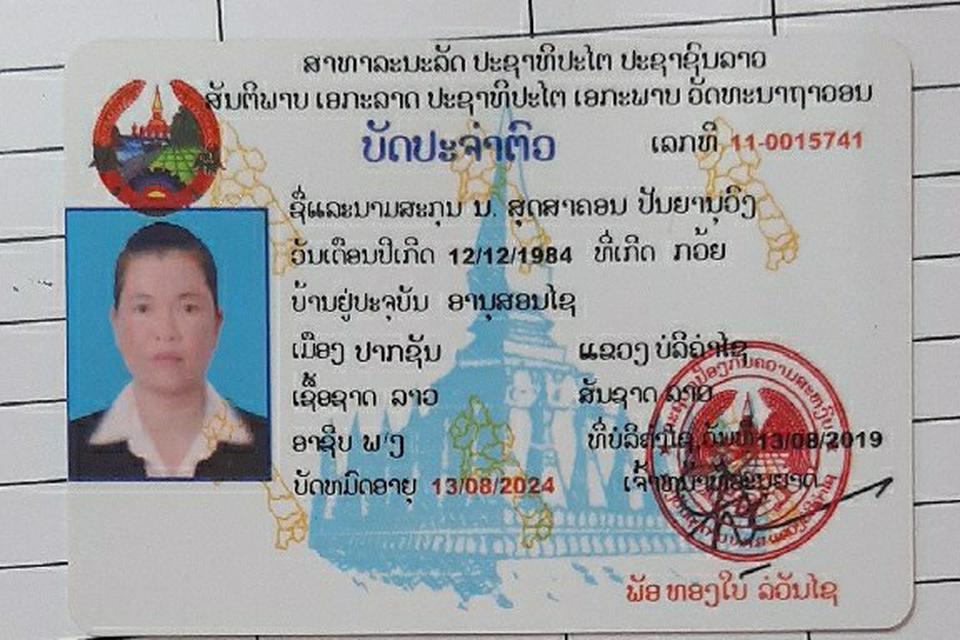 ສາທາລະນະລັດ ປະຊາທິປະໄຕ ປະຊາຊົນລາວ
ສັນຕິພາບ ເອກະລາດ ປະຊາທິປະໄຕ ເອກະພາບ ວັດທະນາຖາວອນ
ບັດປະຈຳຕົວ ເລກທີ 11-0015741
ຊື່ແລະນາມສະກຸນ ນ. ສຸດສາຄອນ ປັນຍານຸວົງ
ວັນເດືອນປີເກີດ 12/12/1984 ທີ່ເກີດ ກວ້ຍ
ບ້ານຢູ່ປະຈຸບັນ ອານຸສອນໄຊ
ເມືອງ ປາກຊັນ ແຂວງ ບໍລິຄຳໄຊ
ເຊື້ອຊາດ ລາວ ສັນຊາດ ລາວ
ອາຊີບ ພ/ງ ທີ່ບໍລິຄຳໄຊ ວັນທີ 13/08/2019
ບັດຫມົດອາຍຸ 13/08/2024 ເຈົ້າຫນ້າທີ່ອະນຸຍາດ
ພັອ ທອງໃບ ລໍວັນໄຊ